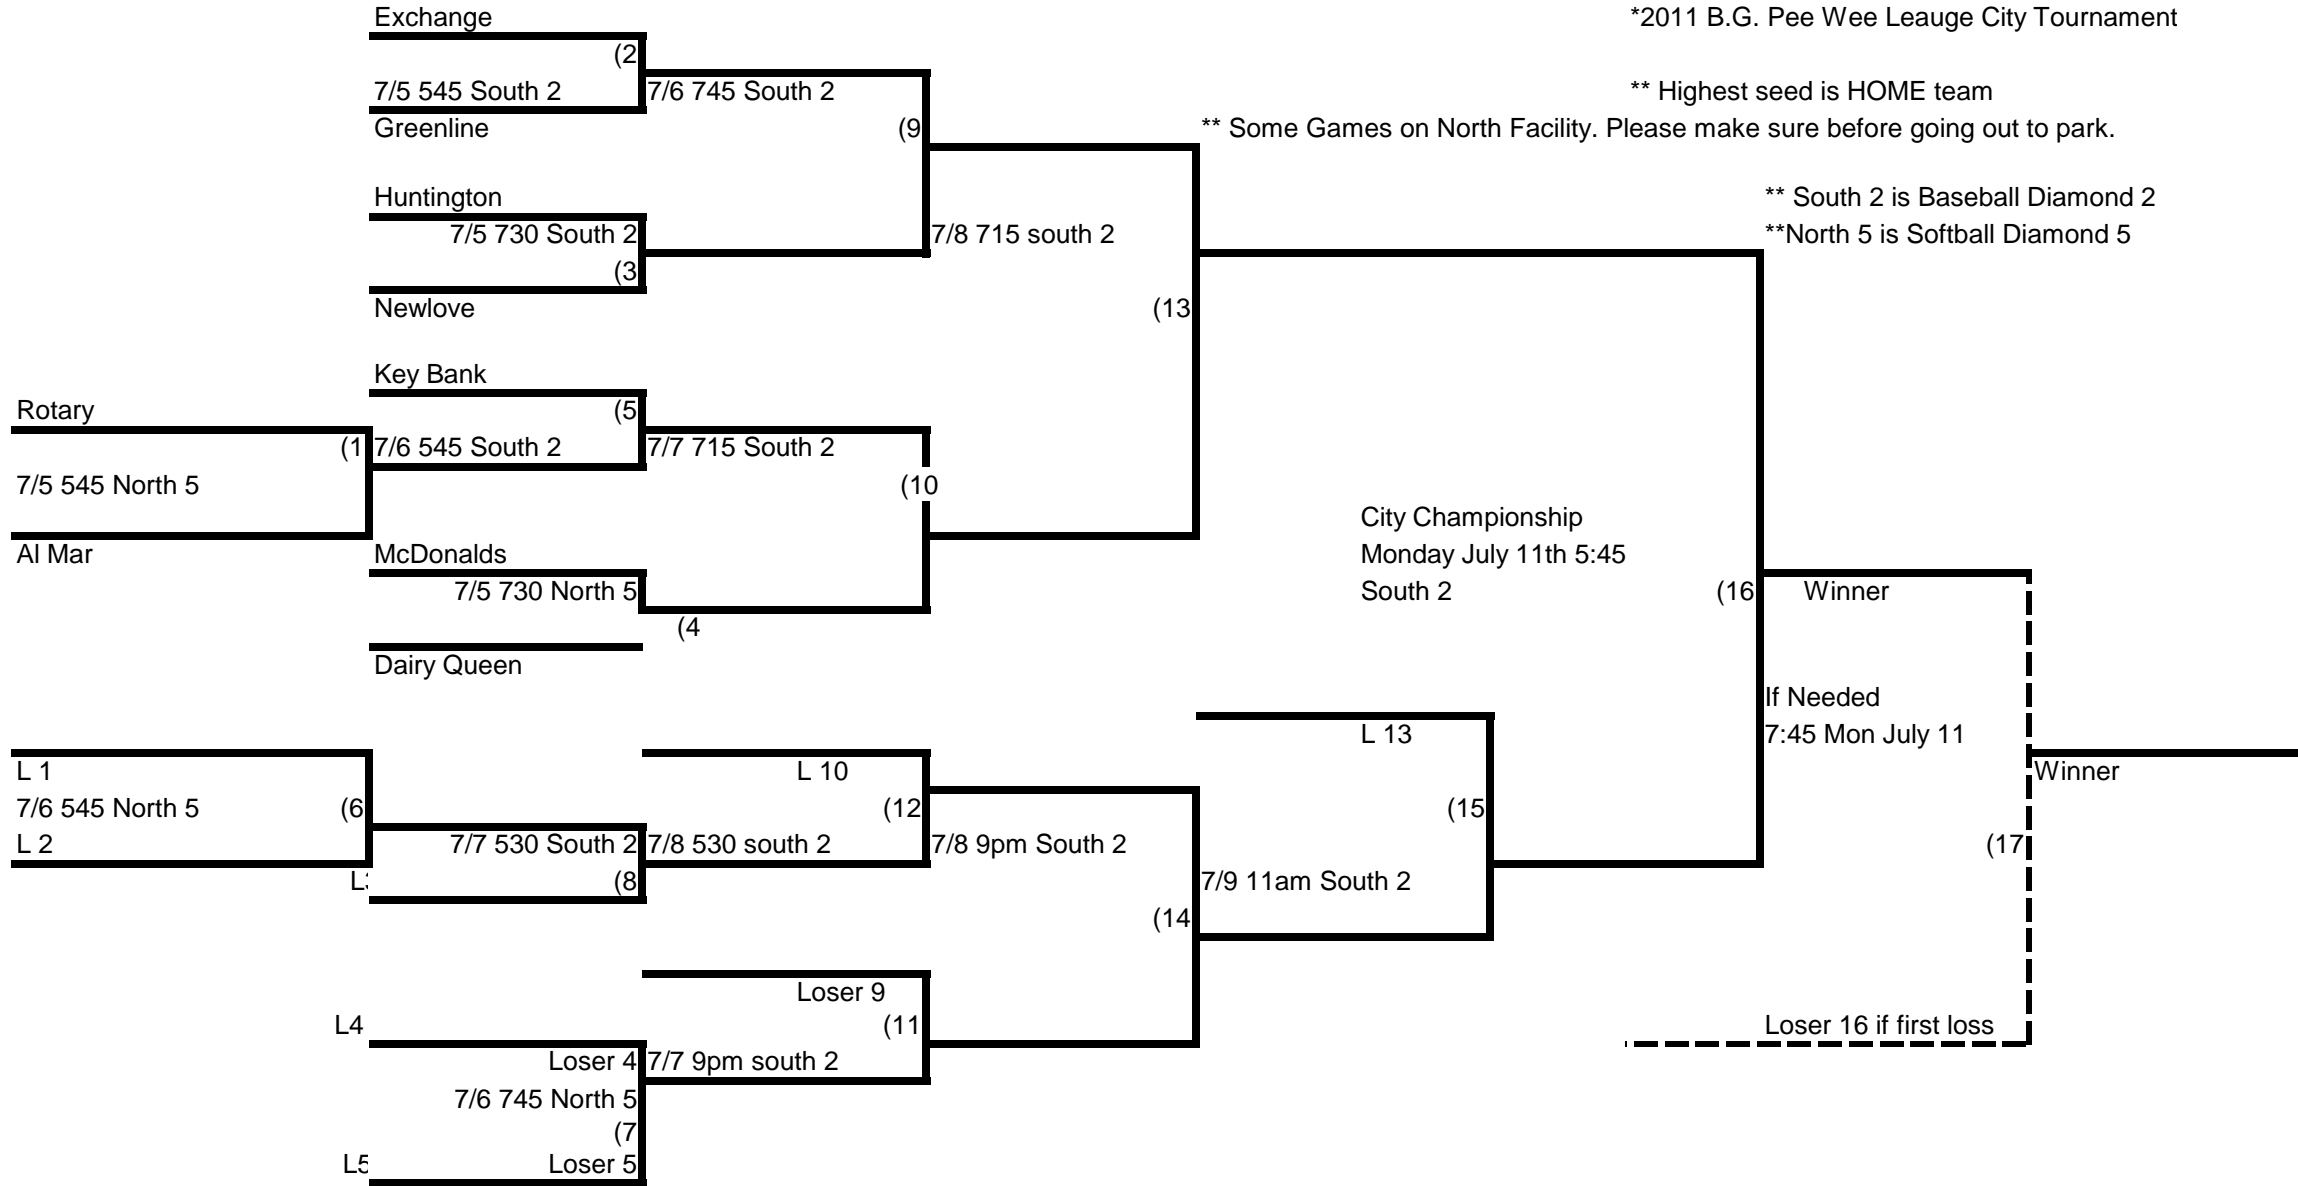 Exchange
*2011 B.G. Pee Wee Leauge City Tournament
(2
7/5 545 South 2
7/6 745 South 2
** Highest seed is HOME team
Greenline
(9
** Some Games on North Facility. Please make sure before going out to park.
Huntington
** South 2 is Baseball Diamond 2
7/5 730 South 2
7/8 715 south 2
**North 5 is Softball Diamond 5
(3
Newlove
(13
Key Bank
Rotary
(5
(1
7/6 545 South 2
7/7 715 South 2
7/5 545 North 5
(10
City Championship
Al Mar
McDonalds
Monday July 11th 5:45
7/5 730 North 5
South 2
(16
Winner
(4
Dairy Queen
If Needed
L 13
7:45 Mon July 11
L 1
L 10
Winner
7/6 545 North 5
(6
(12
(15
L 2
7/7 530 South 2
7/8 530 south 2
7/8 9pm South 2
(17
L3
(8
7/9 11am South 2
(14
Loser 9
L4
(11
Loser 16 if first loss
Loser 4
7/7 9pm south 2
7/6 745 North 5
(7
L5
Loser 5